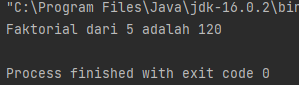 "C:\Program Files\Java\jdk-16.0.2\bin
Faktorial dari 5 adalah 120
Process finished with exit code 0